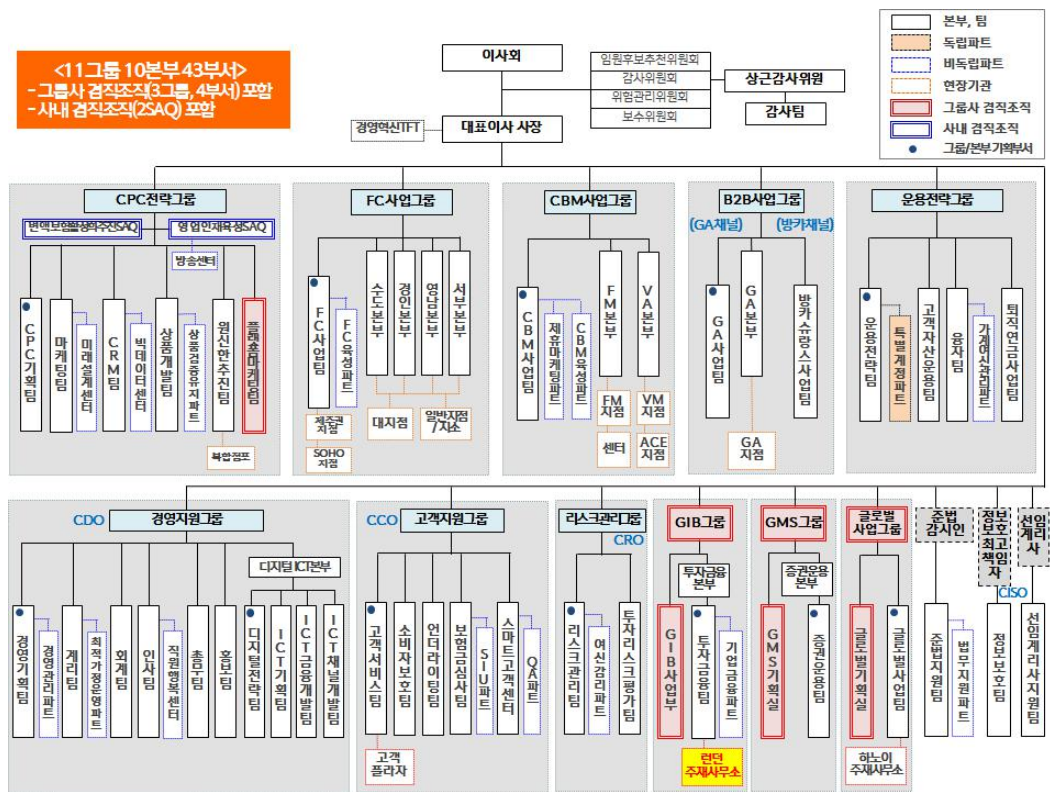 <11그룹 10본부 43부서>
- 그룹사 겸직조직(3그룹, 4부서) 포함
- 사내 겸직조직(2SAQ) 포함
이사회
임원후보추천위원회
감사위원회
위험관리위원회
보수위원회
상근감사위원
감사팀
경영혁신TFT
대표이사 사장
본부, 팀
독립파트
비독립파트
현장기관
그룹사 겸직조직
사내 겸직조직
그룹/본부 기획부서
CPC전략그룹
변액보험활성화추진SAQ
영업인재육성SAQ
방송센터
CPC기획팀
마케팅팀
미래설계센터
CRM팀
빅데이터센터
상품개발팀
상품검증유지파트
원신한추진팀
플랫폼마케팅팀
복합점포
FC사업그룹
FC사업팀
FC육성파트
수도본부
경인본부
영남본부
서부본부
제주권
지점
SOHO
지점
대지점
일반지점
/지소
CBM사업그룹
CBM사업팀
제휴마케팅파트
CBM육성파트
FM본부
VA본부
FM
지점
센터
VM
지점
ACE
지점
B2B사업그룹
(GA채널)
(방카채널)
GA사업팀
GA본부
방카슈랑스사업팀
GA
지점
운용전략그룹
운용전략팀
특별계정파트
고객자산운용팀
융자팀
가계여신관리파트
퇴직연금사업팀
CDO
경영지원그룹
디지털 ICT본부
경영기획팀
경영관리파트
계리팀
최적가정운영파트
회계팀
인사팀
직원행복센터
총무팀
홍보팀
디지털전략팀
ICT기획팀
ICT금융개발팀
ICT채널개발팀
CCO
고객지원그룹
고객서비스팀
소비자보호팀
언더라이팅팀
보험금심사팀
SIU파트
스마트고객센터
QA파트
고객
플라자
리스크관리그룹
CRO
리스크관리팀
여신감리파트
투자리스크평가팀
GIB그룹
투자금융
본부
GIB사업부
투자금융팀
기업금융파트
런던
주재사무소
GMS그룹
증권운용
본부
GMS기획실
증권운용팀
글로벌
사업그룹
글로벌기획실
글로벌사업팀
하노이
주재사무소
준법
감시인
준법지원팀
법무지원파트
정보보호최고책임자
CISO
정보보호팀
선임계리사
선임계리사지원팀